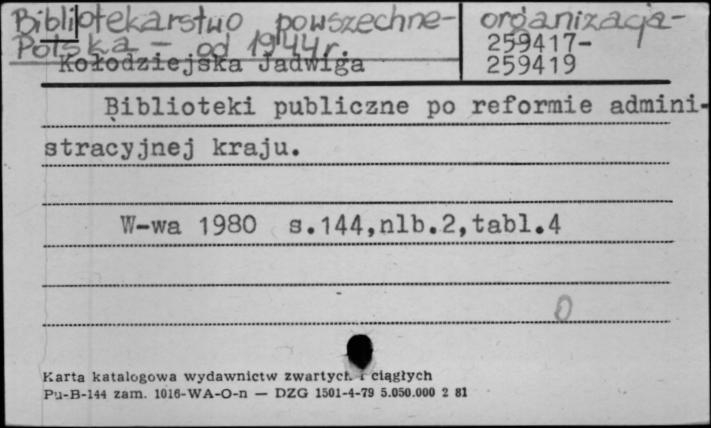 Bibliotekarstwo powszechne- organizacja-
Polska - od 1944r.
259417-
Kołodziejska Jadwiga
259419
Biblioteki publiczne po reformie admini-
stracyjnej kraju.
W-wa 1980 s.144,nlb.2,tabl.4
0
Karta katalogowa wydawnictw zwartych i ciągłych
Pu-B-144 zam. 1016-WA-O-n — DZG 1501-4-79 5.050.000 2 81